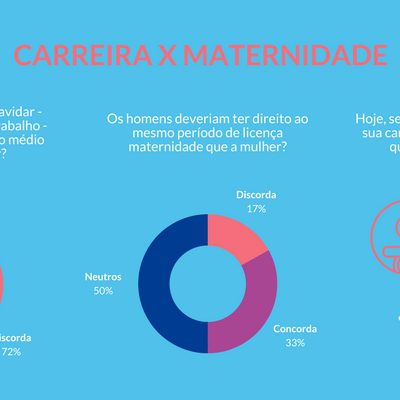 CARREIRA X MATERNIDADE
avidar -
rabalho -
o médio
r?
Os homens deveriam ter direito ao
mesmo período de licença
maternidade que a mulher?
Hoje, se
sua car
qu
Discorda
17%
Neutros
50%
Concorda
33%
iscorda
72%